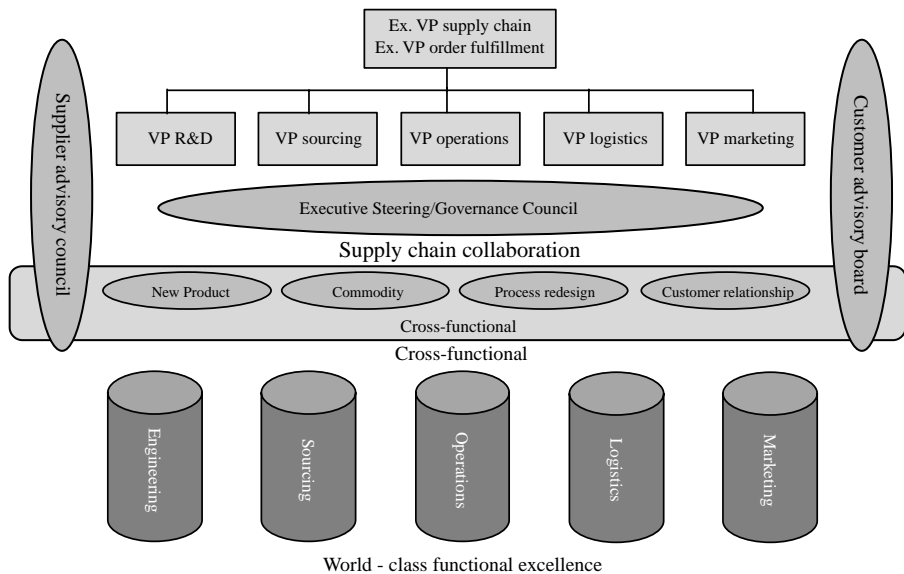 Ex. VP supply chain
Ex. VP order fulfillment
Supplier advisory council
Customer advisory board
VP R&D
VP sourcing
VP operations
VP logistics
VP marketing
Executive Steering/Governance Council
Supply chain collaboration
New Product
Commodity
Process redesign
Customer relationship
Cross-functional
Cross-functional
Engineering
Sourcing
Operations
Logistics
Marketing
World - class functional excellence